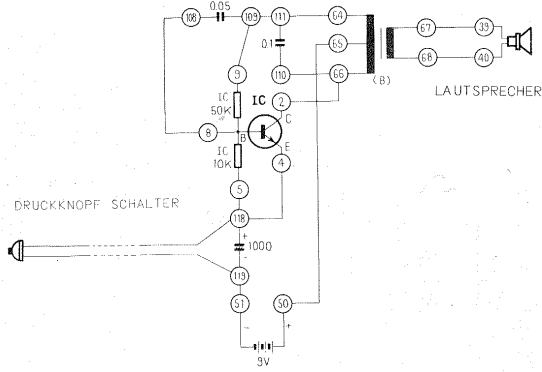 0.05
108
109
111
64
67
39
0.1
65
110
66
68
40
(B)
LAUTSPRECHER
9
IC
50K
IC
2
C
8
B
E
IC
10K
4
5
DRUCKKNOPF SCHALTER
118
+
100Ω
-
119
51
50
-
+
9V